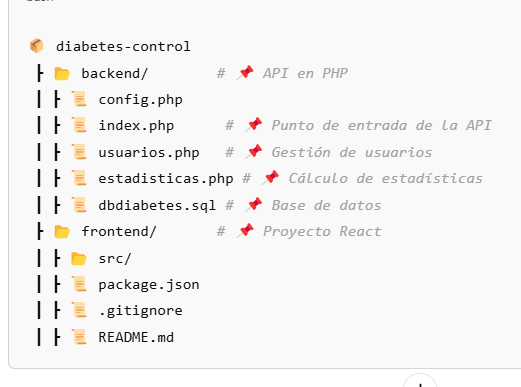 diabetes-control
┣ backend/ # API en PHP
┃ ┣ config.php
┃ ┣ index.php # Punto de entrada de la API
┃ ┣ usuarios.php # Gestión de usuarios
┃ ┣ estadisticas.php # Cálculo de estadísticas
┃ ┣ dbdiabetes.sql # Base de datos
┣ frontend/ # Proyecto React
┃ ┣ src/
┃ ┣ package.json
┃ ┣ .gitignore
┃ ┣ README.md